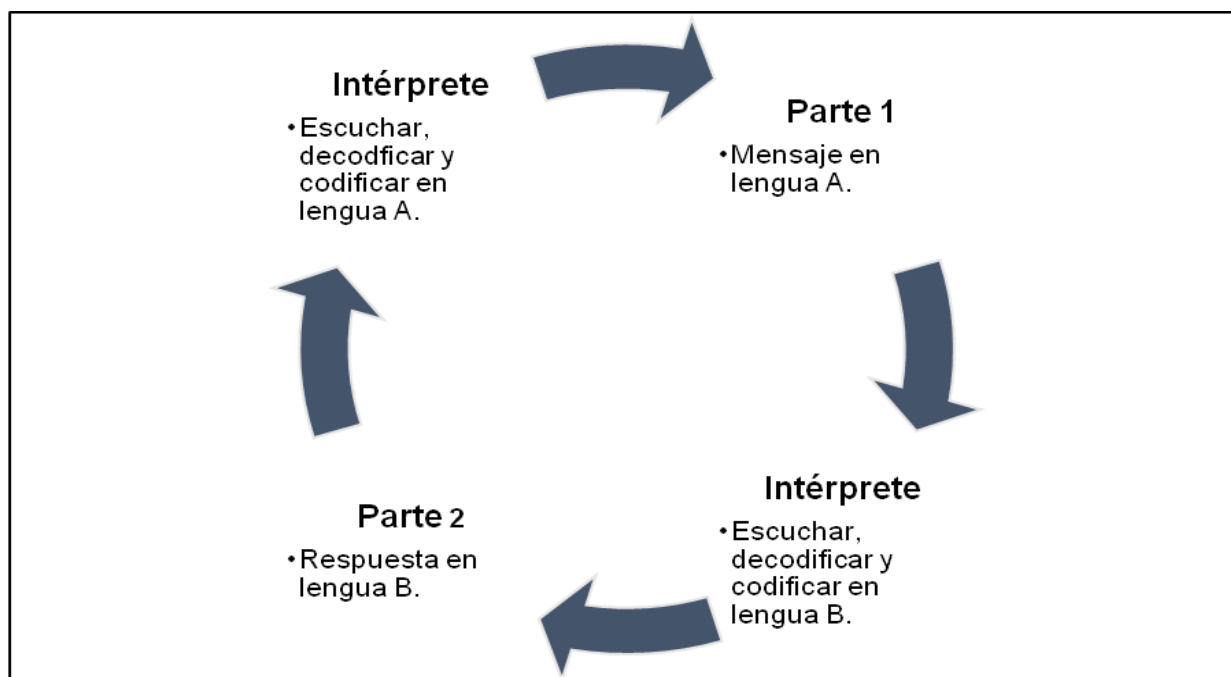 Intérprete
•Escuchar,
decodficar y
codificar en
lengua A.
Parte 1
•Mensaje en
lengua A.
Intérprete
•Escuchar,
decodificar y
codificar en
lengua B.
Parte 2
•Respuesta en
lengua B.